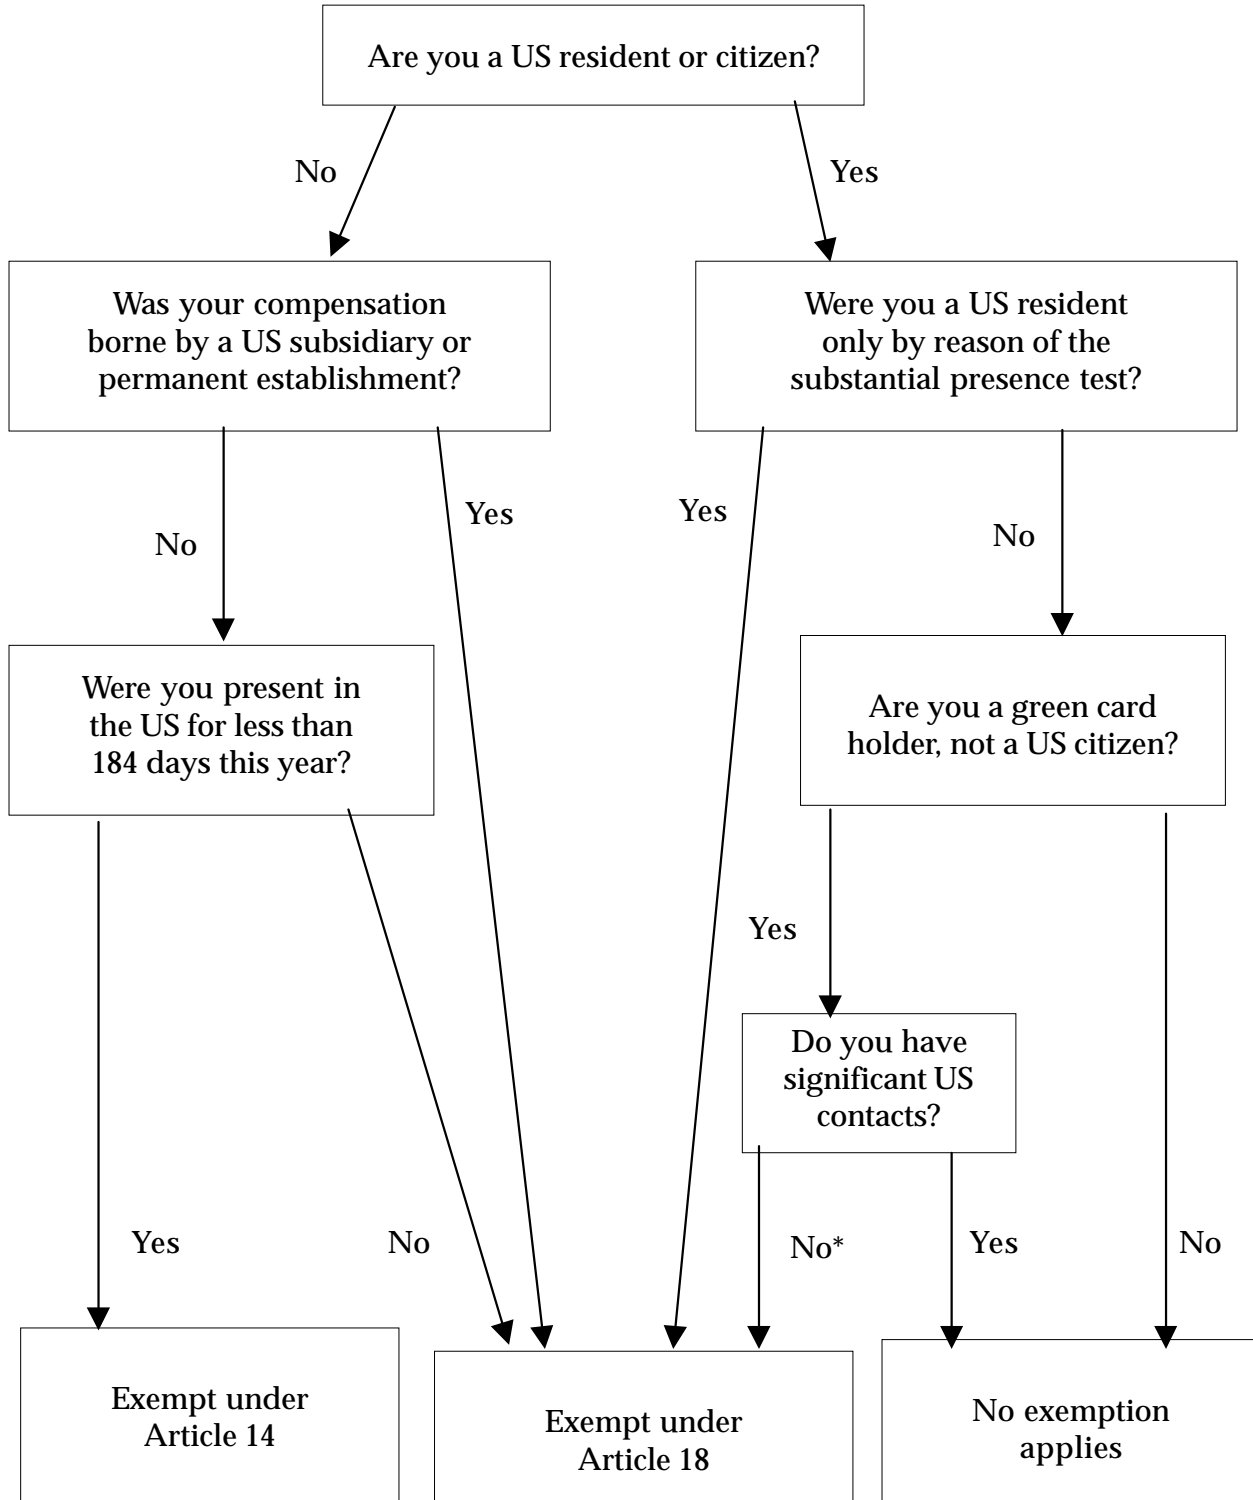 Are you a US resident or citizen?
No
Yes
Was your compensation
borne by a US subsidiary or
permanent establishment?
Were you a US resident
only by reason of the
substantial presence test?
Yes
Yes
No
No
Were you present in
the US for less than
184 days this year?
Are you a green card
holder, not a US citizen?
Yes
Do you have
significant US
contacts?
Yes
No
No*
Yes
No
Exempt under
Article 14
Exempt under
Article 18
No exemption
applies